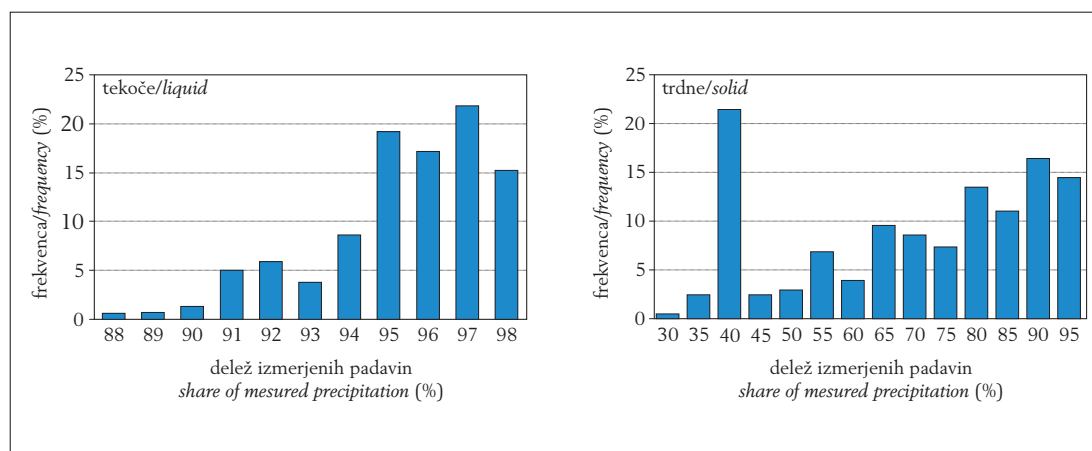 tekoče/liquid
25
20
15
10
5
0
frekvenca/frequency (%)
88 89 90 91 92 93 94 95 96 97 98
delež izmerjenih padavin
share of mesured precipitation (%)
trdne/solid
25
20
15
10
5
0
frekvenca/frequency (%)
30 35 40 45 50 55 60 65 70 75 80 85 90 95
delež izmerjenih padavin
share of mesured precipitation (%)